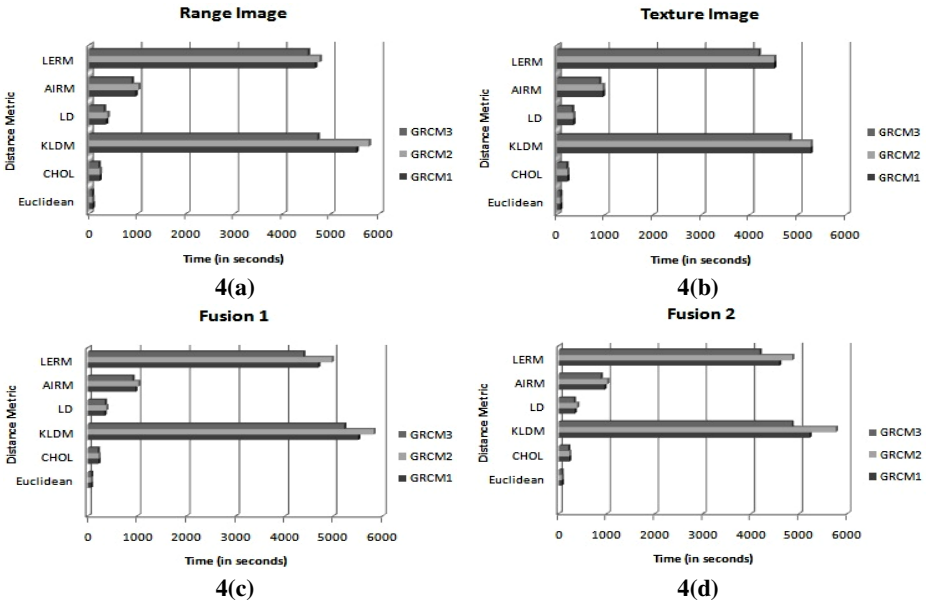 Range Image
Distance Metric
LERM
AIRM
LD
KLDM
CHOL
Euclidean
0 1000 2000 3000 4000 5000 6000
Time (in seconds)
GRCM3
GRCM2
GRCM1
4(a)
Texture Image
Distance Metric
LERM
AIRM
LD
KLDM
CHOL
Euclidean
0 1000 2000 3000 4000 5000 6000
Time (in seconds)
GRCM3
GRCM2
GRCM1
4(b)
Fusion 1
Distance Metric
LERM
AIRM
LD
KLDM
CHOL
Euclidean
0 1000 2000 3000 4000 5000 6000
Time (in seconds)
GRCM3
GRCM2
GRCM1
4(c)
Fusion 2
Distance Metric
LERM
AIRM
LD
KLDM
CHOL
Euclidean
0 1000 2000 3000 4000 5000 6000
Time (in seconds)
GRCM3
GRCM2
GRCM1
4(d)